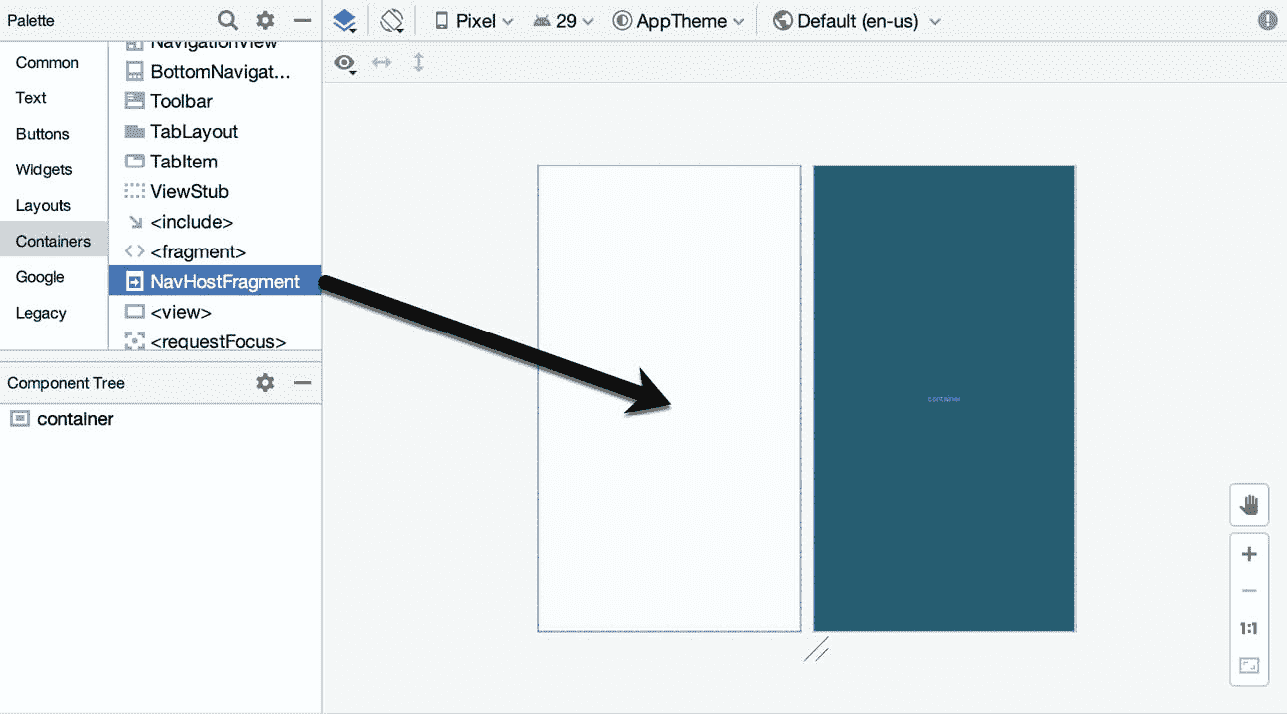 Palette
Pixel
29
AppTheme
Default (en-us)
Common
Text
Buttons
Widgets
Layouts
Containers
Google
Legacy
NavigationView
BottomNavigat...
Toolbar
TabLayout
TabItem
ViewStub
<include>
<fragment>
NavHostFragment
<view>
<requestFocus>
Component Tree
container
container
1:1